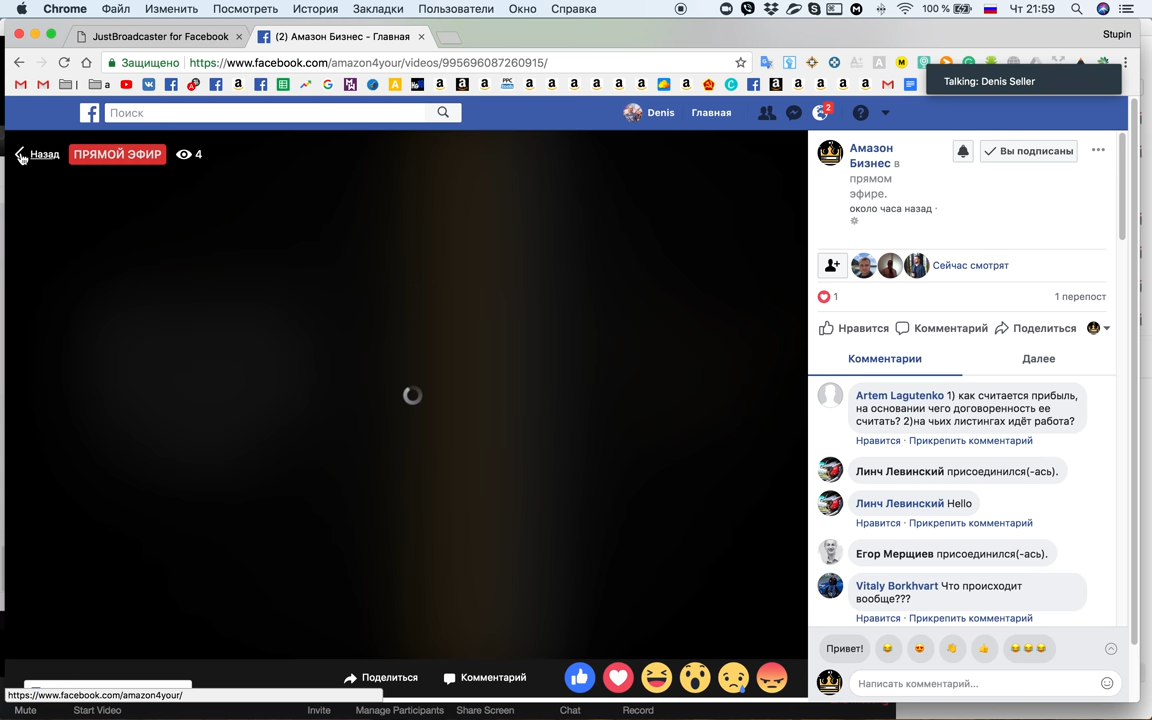 Chrome Файл Изменить Посмотреть История Закладки Пользователи Окно Справка 100 % Чт 21:59
JustBroadcaster for Facebook (2) Амазон Бизнес - Главная Stupin
Защищено https://www.facebook.com/amazon4your/videos/995696087260915/
Talking: Denis Seller
Поиск Denis Главная 2
Назад ПРЯМОЙ ЭФИР 4
Амазон
Бизнес в
прямом
эфире.
около часа назад ·
Вы подписаны
Сейчас смотрят
1 1 перепост
Нравится Комментарий Поделиться
Комментарии Далее
Artem Lagutenko 1) как считается прибыль,
на основании чего договоренность ее
считать? 2)на чьих листингах идёт работа?
Нравится · Прикрепить комментарий
Линч Левинский присоединился(-ась).
Линч Левинский Hello
Нравится · Прикрепить комментарий
Егор Мерщиев присоединился(-ась).
Vitaly Borkhvart Что происходит
вообще???
Нравится · Прикрепить комментарий
Привет!
Написать комментарий...
Поделиться Комментарий
https://www.facebook.com/amazon4your/
Mute Start Video Invite Manage Participants Share Screen Chat Record